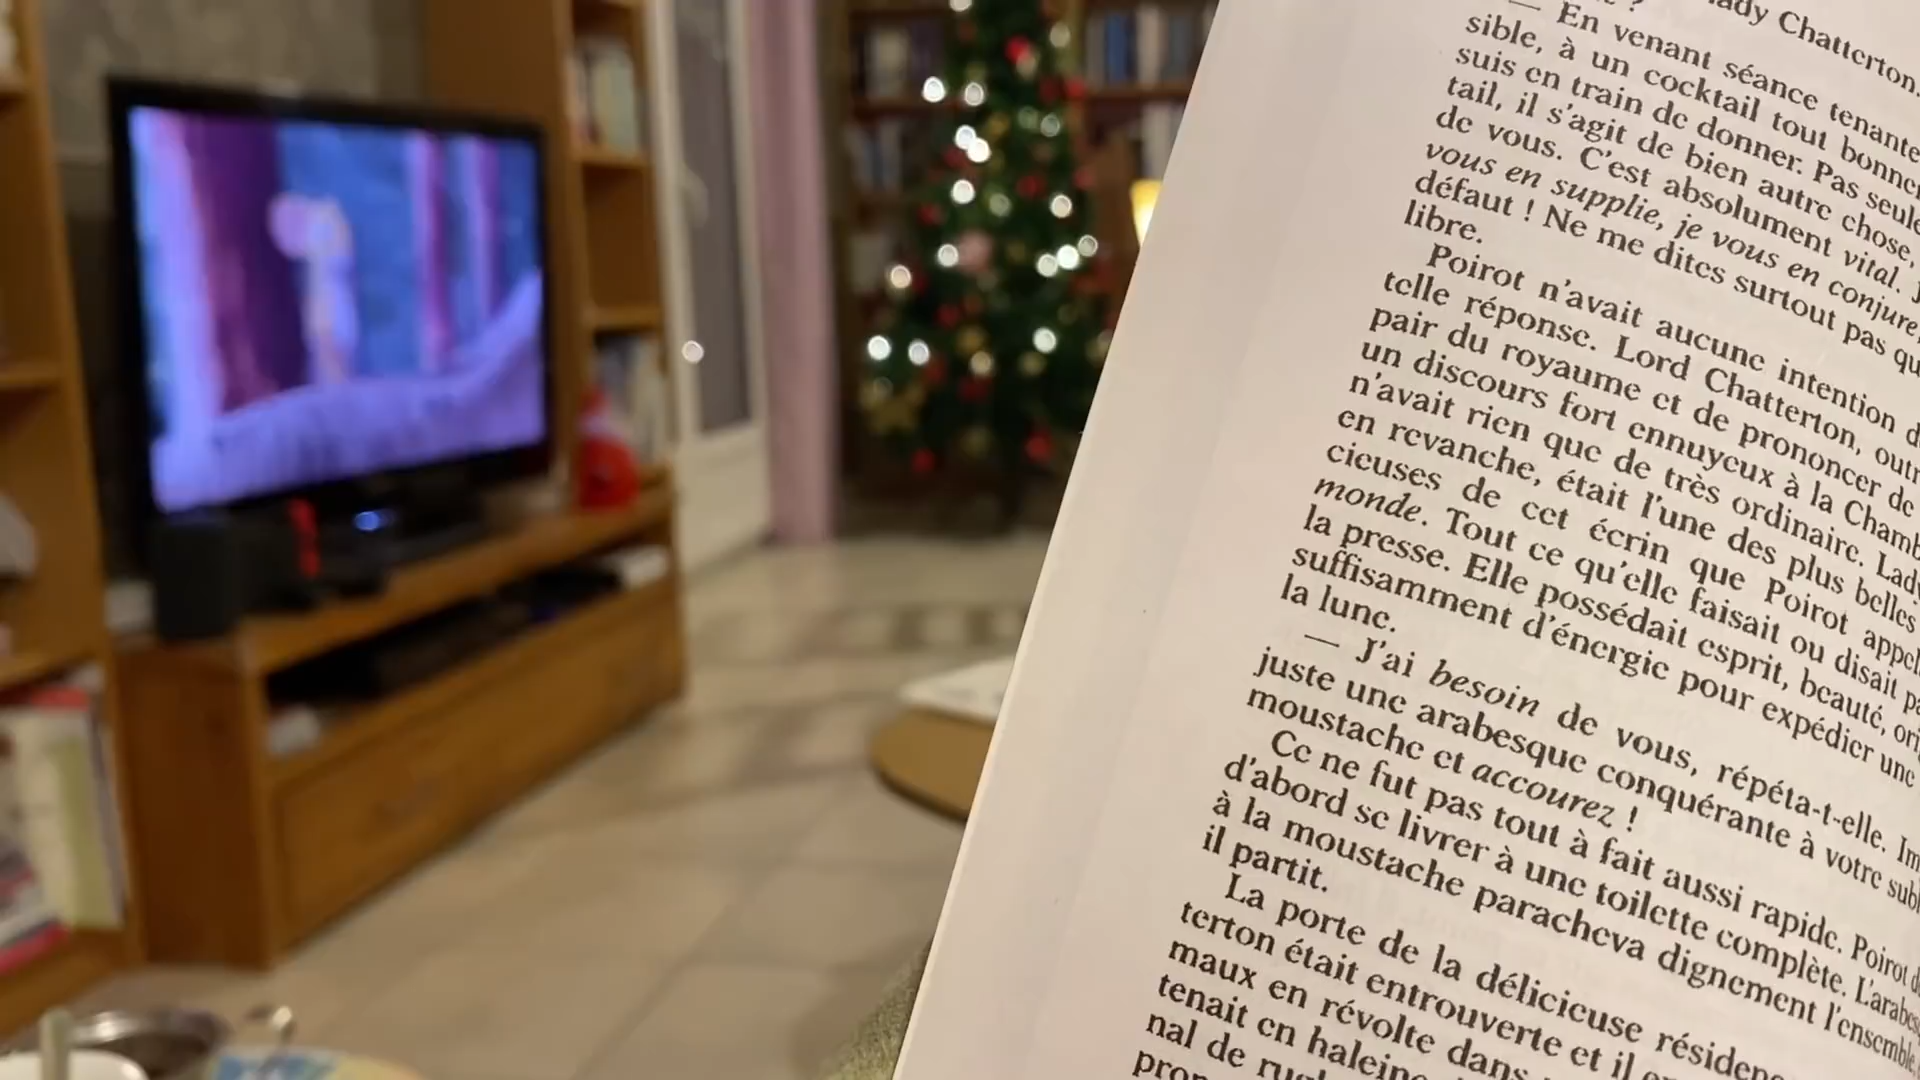 lady Chatterton.
— En venant séance tenante
sible, à un cocktail tout bonne
suis en train de donner. Pas seule
tail, il s'agit de bien autre chose,
de vous. C'est absolument vital. J
vous en supplie, je vous en conjure,
défaut ! Ne me dites surtout pas qu
libre.
Poirot n'avait aucune intention d
telle réponse. Lord Chatterton, outr
pair du royaume et de prononcer de
un discours fort ennuyeux à la Chamb
n'avait rien que de très ordinaire. Lady
en revanche, était l'une des plus belles
cieuses de cet écrin que Poirot appel
monde. Tout ce qu'elle faisait ou disait pa
la presse. Elle possédait esprit, beauté, ori
suffisamment d'énergie pour expédier une
la lune.
— J'ai besoin de vous, répéta-t-elle. Im
juste une arabesque conquérante à votre subl
moustache et accourez !
Ce ne fut pas tout à fait aussi rapide. Poirot d
d'abord se livrer à une toilette complète. L'arabes
à la moustache paracheva dignement l'ensemble,
il partit.
La porte de la délicieuse résiden
terton était entrouverte et il
maux en révolte dans
tenait en haleine
nal de